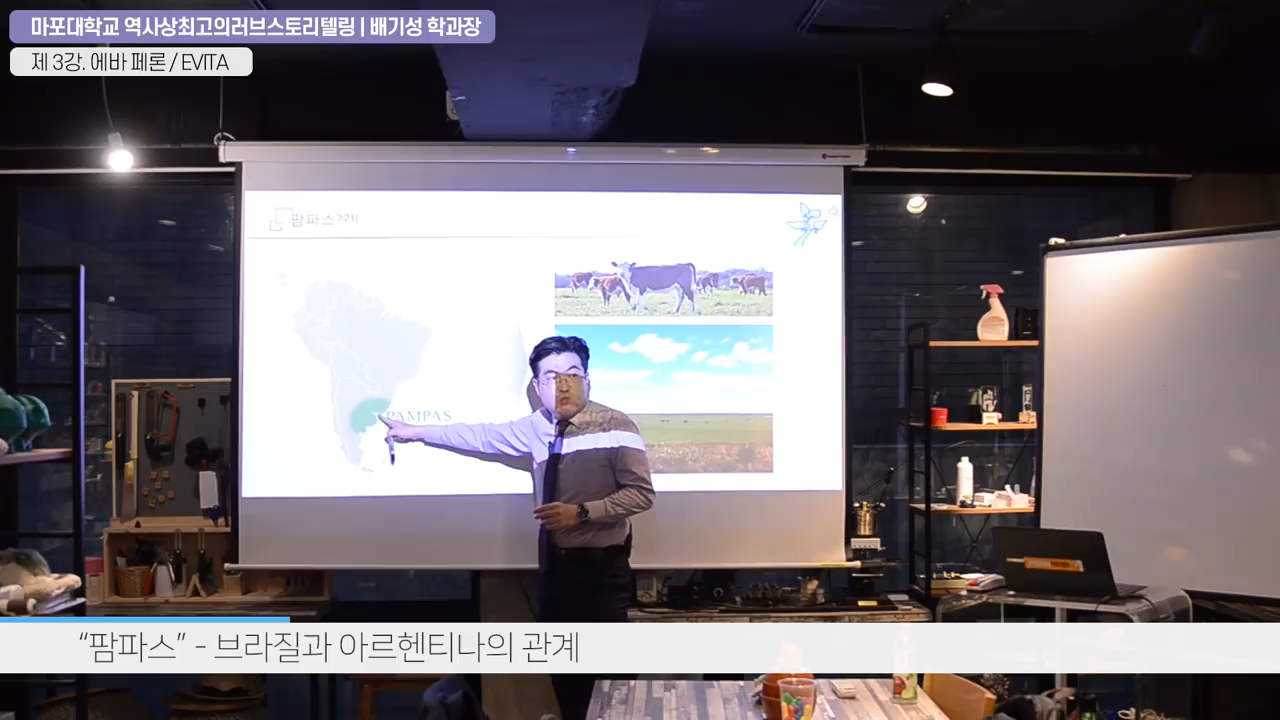 마포대학교 역사상최고의러브스토리텔링 | 배기성 학과장
제 3강. 에바 페론 / EVITA
팜파스??!!
PAMPAS
“팜파스” - 브라질과 아르헨티나의 관계